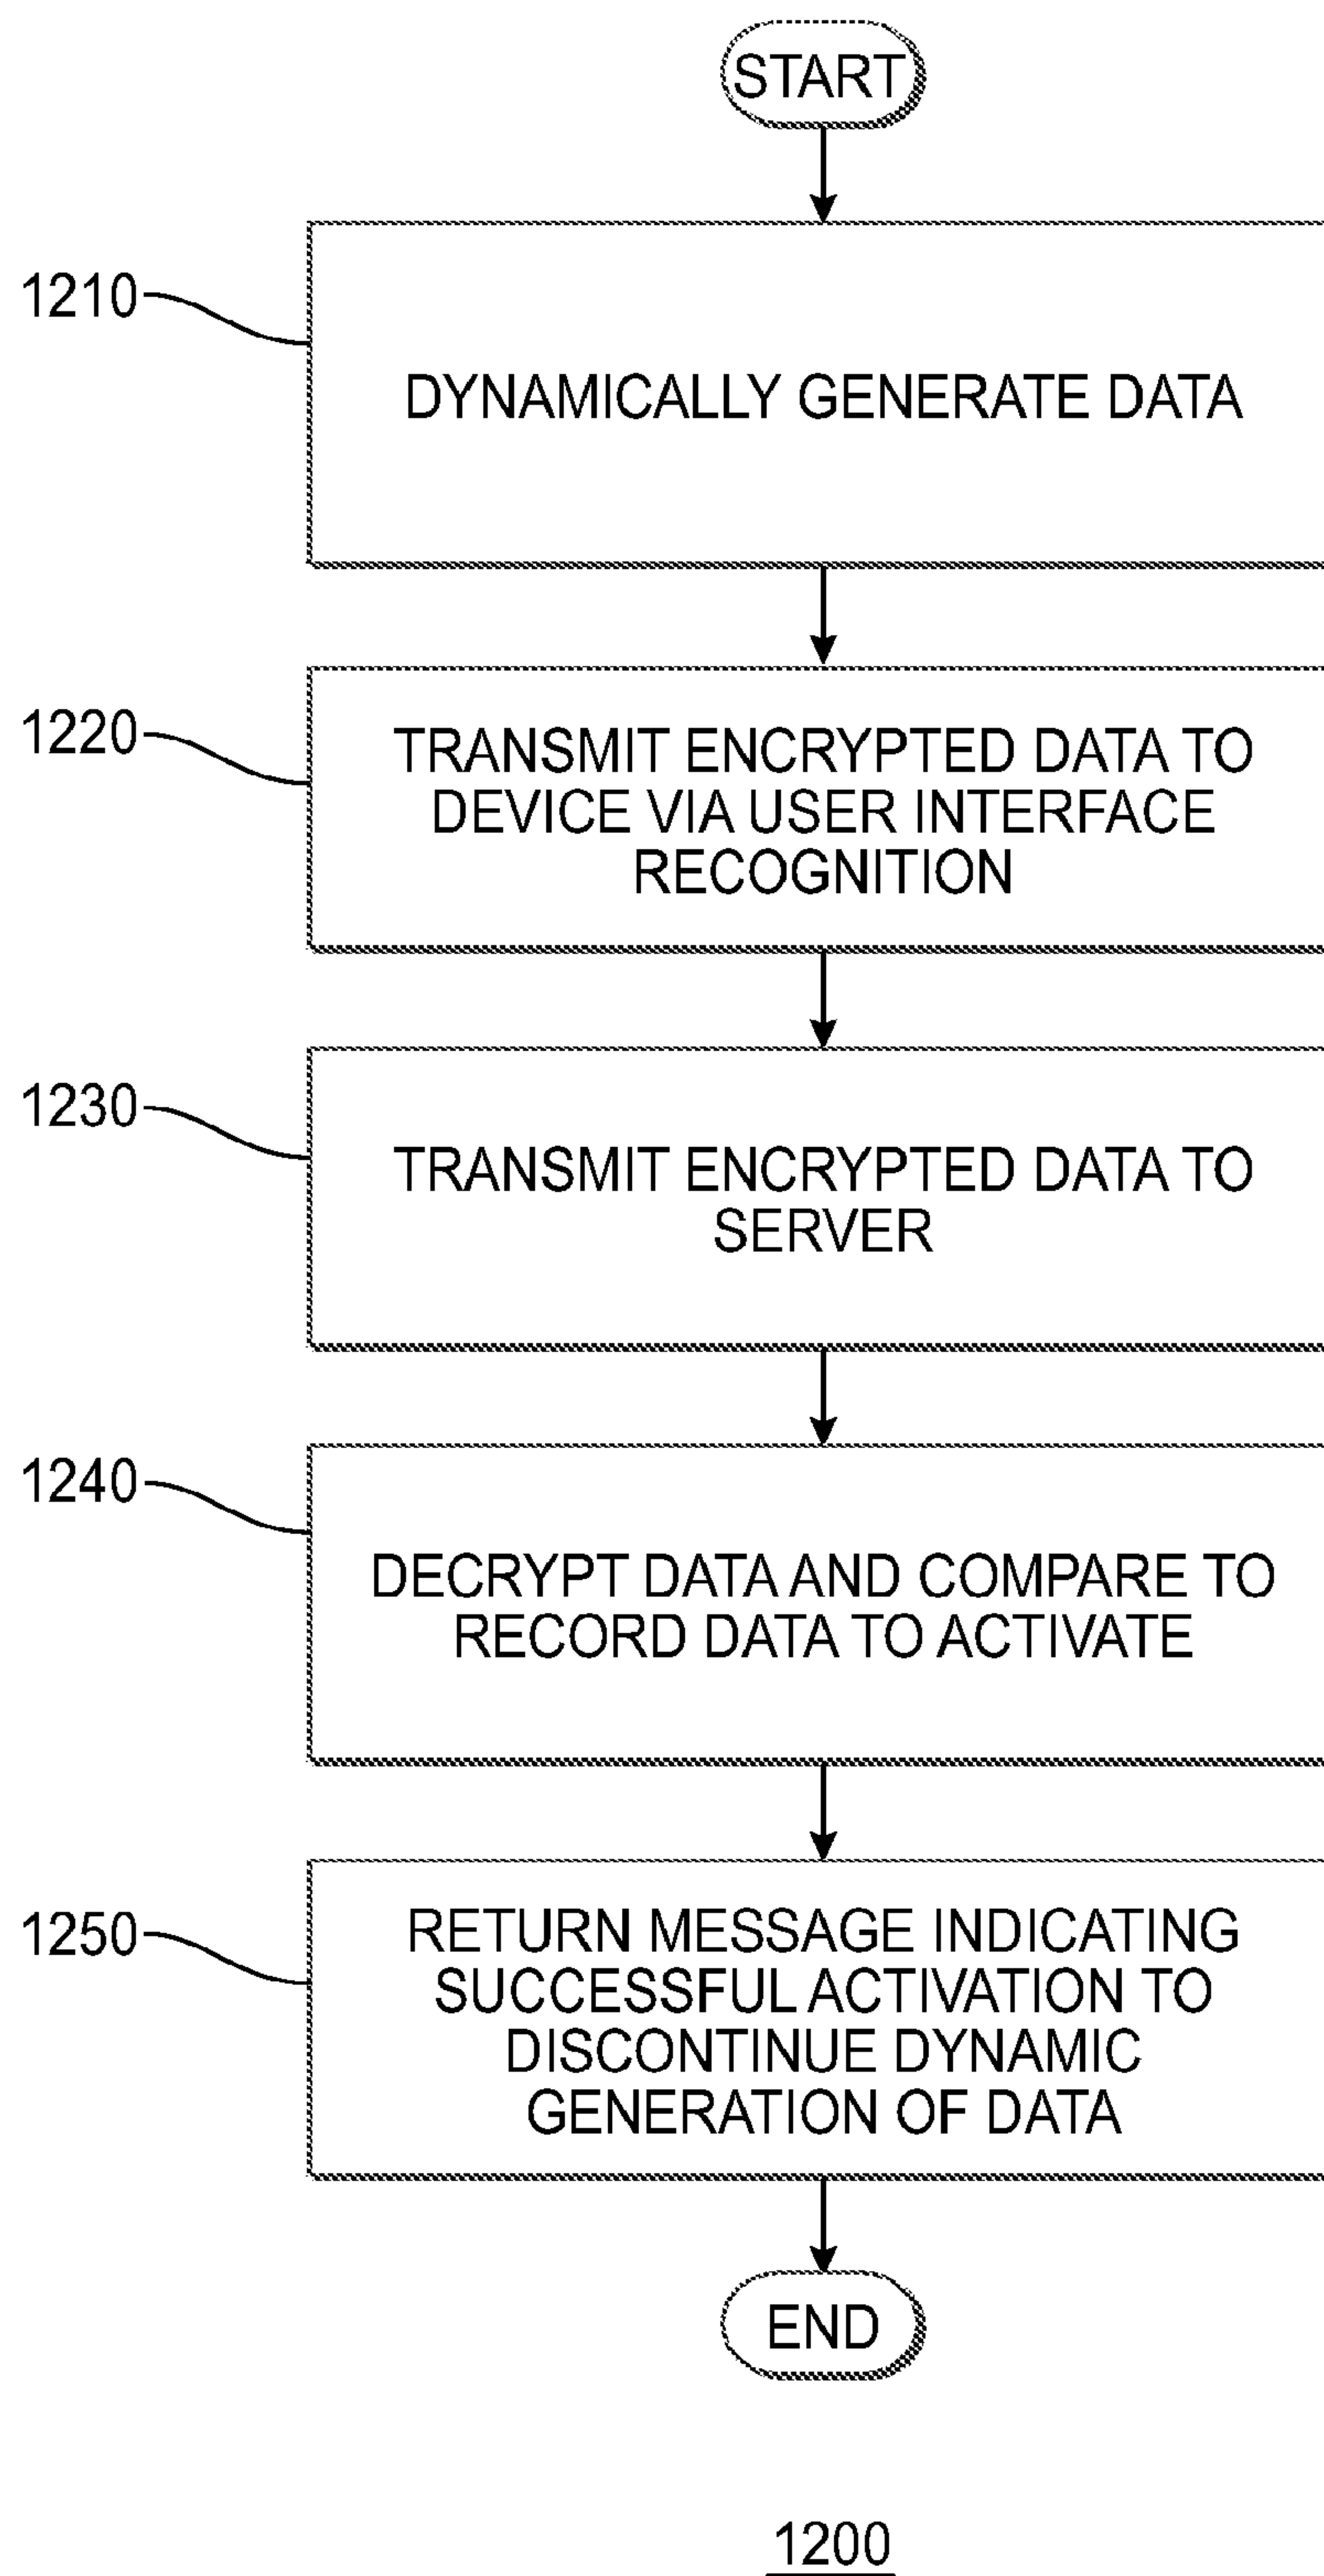 START
1210
DYNAMICALLY GENERATE DATA
1220
TRANSMIT ENCRYPTED DATA TO
DEVICE VIA USER INTERFACE
RECOGNITION
1230
TRANSMIT ENCRYPTED DATA TO
SERVER
1240
DECRYPT DATA AND COMPARE TO
RECORD DATA TO ACTIVATE
1250
RETURN MESSAGE INDICATING
SUCCESSFUL ACTIVATION TO
DISCONTINUE DYNAMIC
GENERATION OF DATA
END
1200